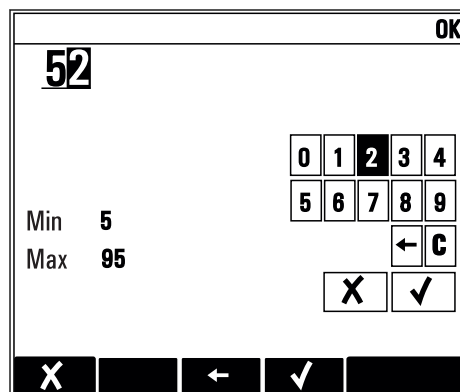 OK
52
0 1 2 3 4
5 6 7 8 9
Min 5
← C
Max 95
✗ ✓
✗ ← ✓